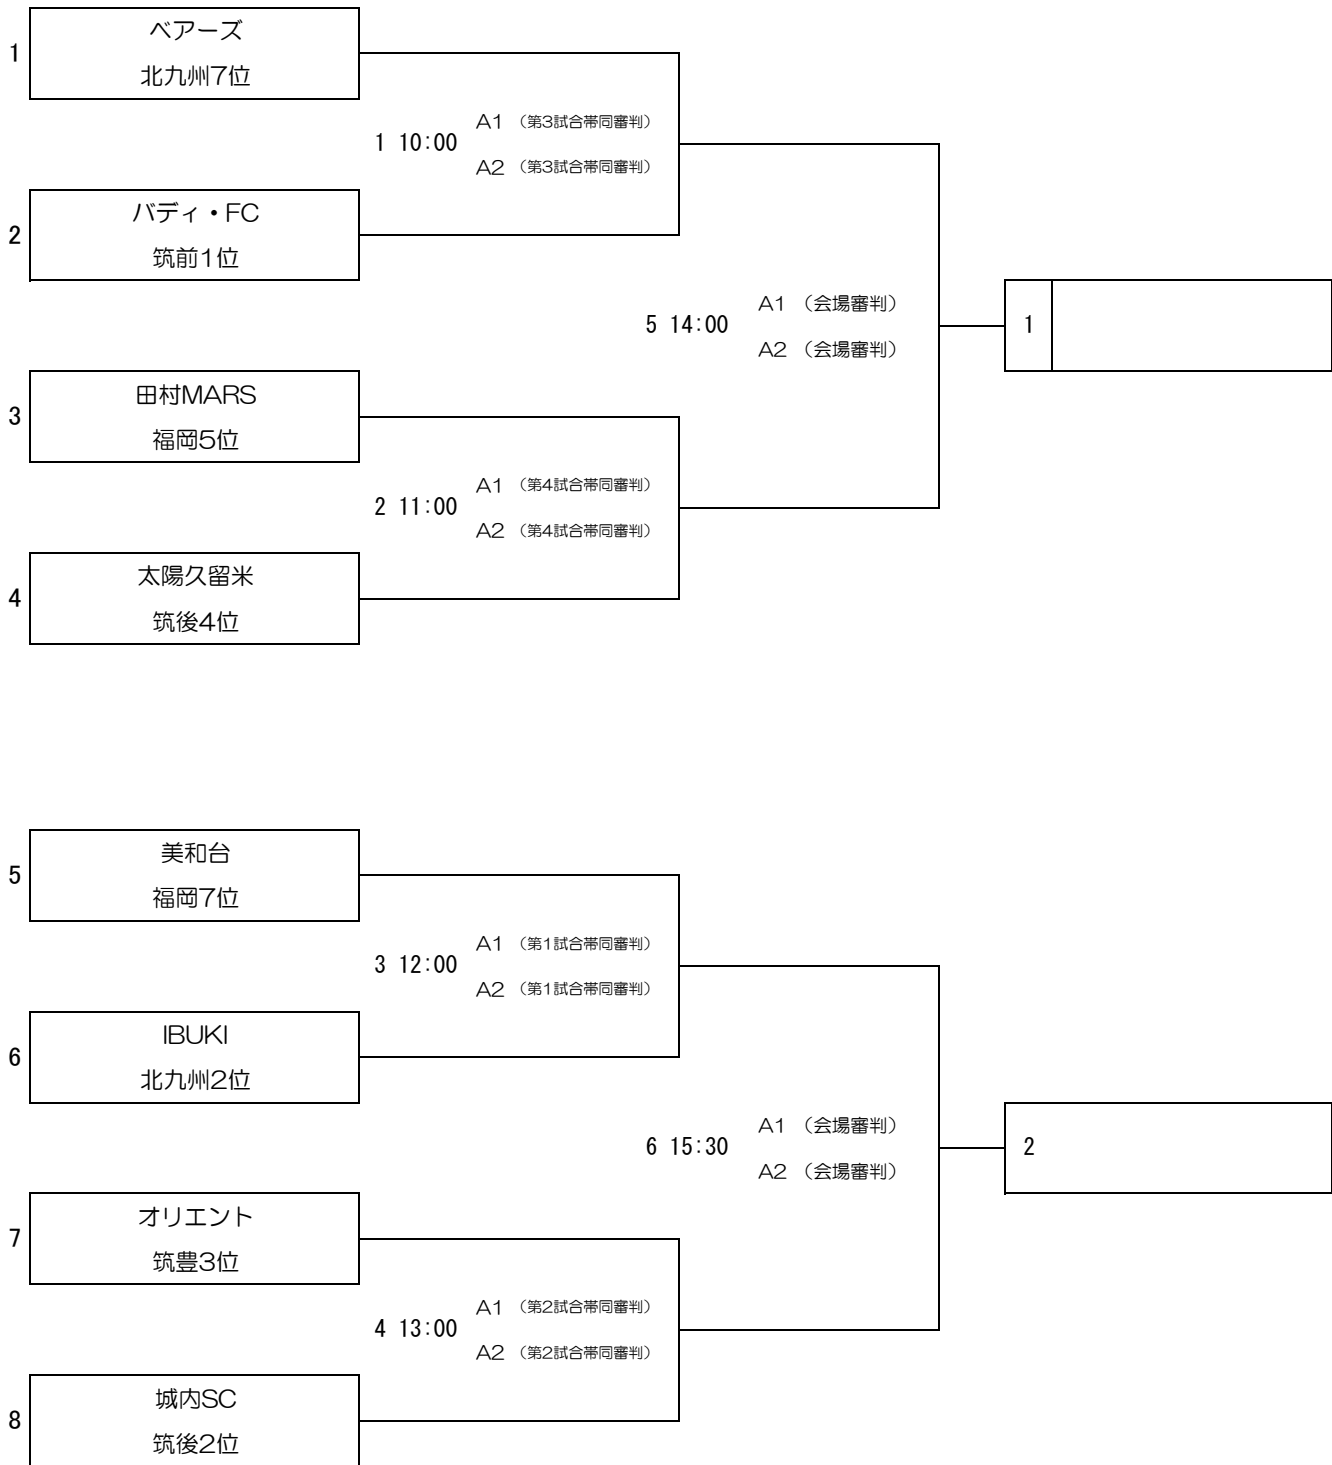 ベアーズ
1
北九州7位
A1 （第3試合帯同審判）
1 10:00
A2 （第3試合帯同審判）
バディ・FC
2
筑前1位
A1 （会場審判）
5 14:00
1
A2 （会場審判）
田村MARS
3
福岡5位
A1 （第4試合帯同審判）
2 11:00
A2 （第4試合帯同審判）
太陽久留米
4
筑後4位
美和台
5
福岡7位
A1 （第1試合帯同審判）
3 12:00
A2 （第1試合帯同審判）
IBUKI
6
北九州2位
A1 （会場審判）
6 15:30
2
A2 （会場審判）
オリエント
7
筑豊3位
A1 （第2試合帯同審判）
4 13:00
A2 （第2試合帯同審判）
城内SC
8
筑後2位